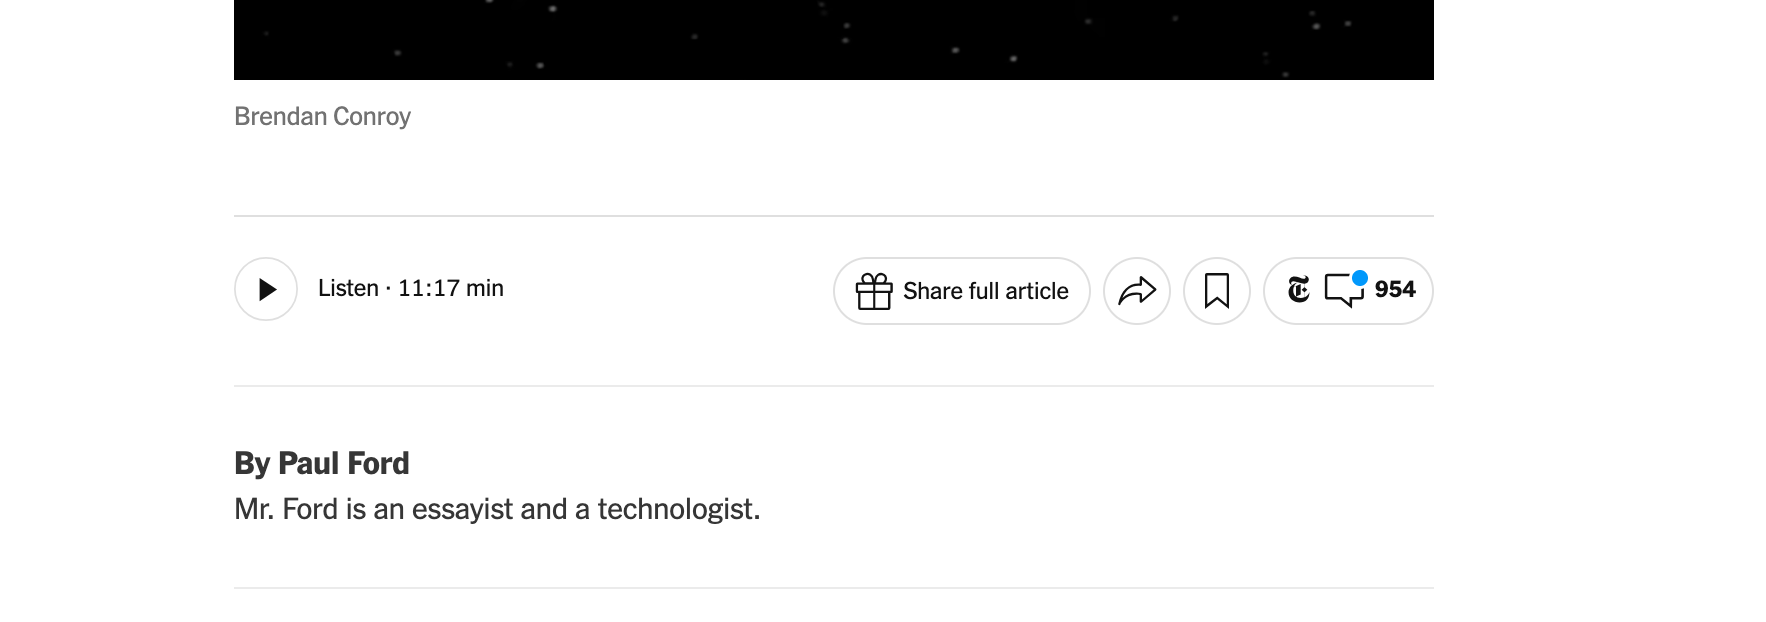 Brendan Conroy
Listen · 11:17 min
Share full article
954
By Paul Ford
Mr. Ford is an essayist and a technologist.